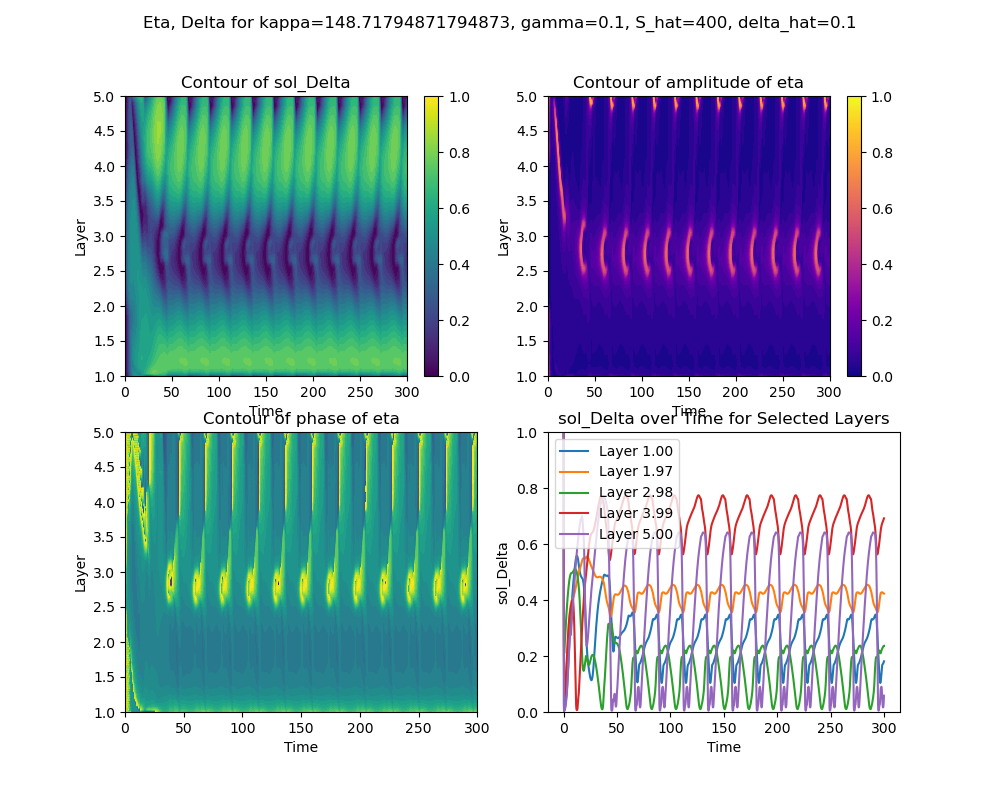 Eta, Delta for kappa=148.71794871794873, gamma=0.1, S_hat=400, delta_hat=0.1
Contour of sol_Delta
5.0
4.5
4.0
3.5
3.0
2.5
2.0
1.5
1.0
Layer
0 50 100 150 200 250 300
Time
1.0
0.8
0.6
0.4
0.2
0.0
Contour of amplitude of eta
5.0
4.5
4.0
3.5
3.0
2.5
2.0
1.5
1.0
Layer
0 50 100 150 200 250 300
Time
1.0
0.8
0.6
0.4
0.2
0.0
Contour of phase of eta
5.0
4.5
4.0
3.5
3.0
2.5
2.0
1.5
1.0
Layer
0 50 100 150 200 250 300
Time
sol_Delta over Time for Selected Layers
1.0
0.8
0.6
0.4
0.2
0.0
sol_Delta
Layer 1.00
Layer 1.97
Layer 2.98
Layer 3.99
Layer 5.00
0 50 100 150 200 250 300
Time